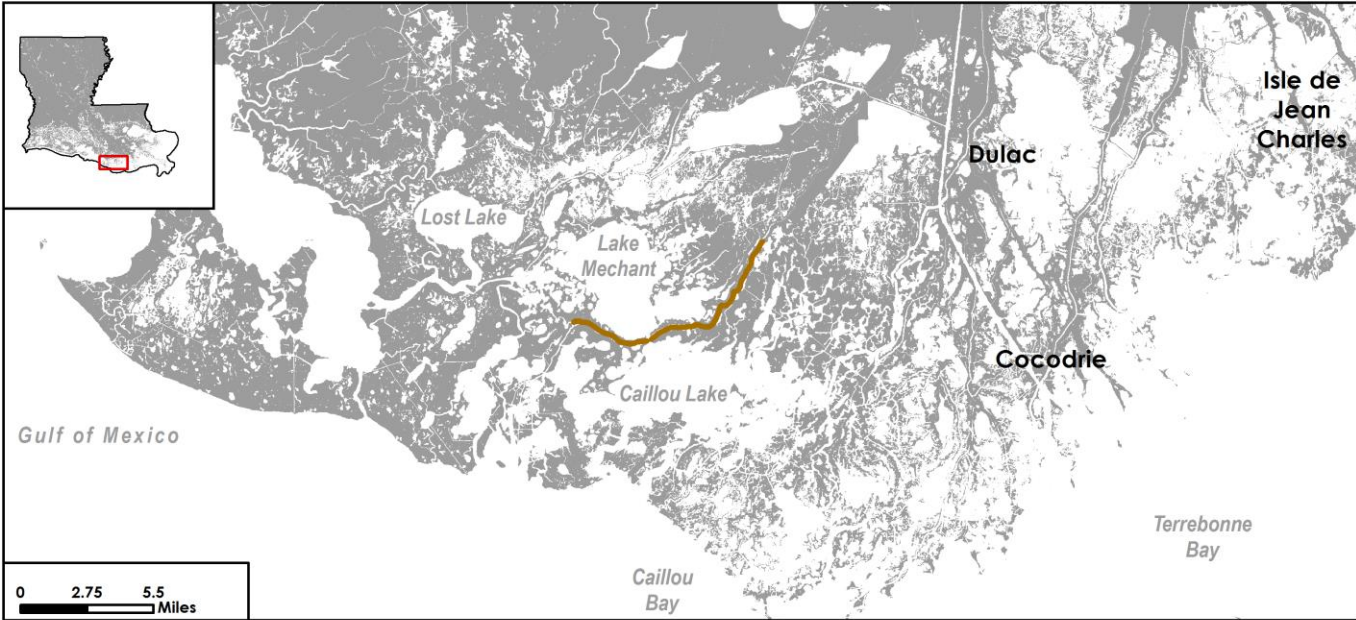 Isle de
Jean
Charles
Dulac
Lost Lake
Lake
Mechant
Cocodrie
Caillou Lake
Gulf of Mexico
Terrebonne
Bay
Caillou
Bay
0 2.75 5.5
Miles